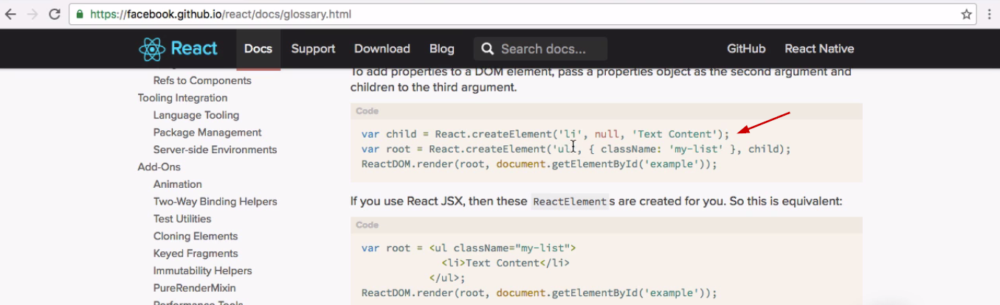 https://facebook.github.io/react/docs/glossary.html
React Docs Support Download Blog Search docs... GitHub React Native
Refs to Components
Tooling Integration
Language Tooling
Package Management
Server-side Environments
Add-Ons
Animation
Two-Way Binding Helpers
Test Utilities
Cloning Elements
Keyed Fragments
Immutability Helpers
PureRenderMixin
Performance Tools
To add properties to a DOM element, pass a properties object as the second argument and
children to the third argument.
Code
var child = React.createElement('li', null, 'Text Content');
var root = React.createElement('ul', { className: 'my-list' }, child);
ReactDOM.render(root, document.getElementById('example'));
If you use React JSX, then these ReactElements are created for you. So this is equivalent:
Code
var root = <ul className="my-list">
<li>Text Content</li>
</ul>;
ReactDOM.render(root, document.getElementById('example'));